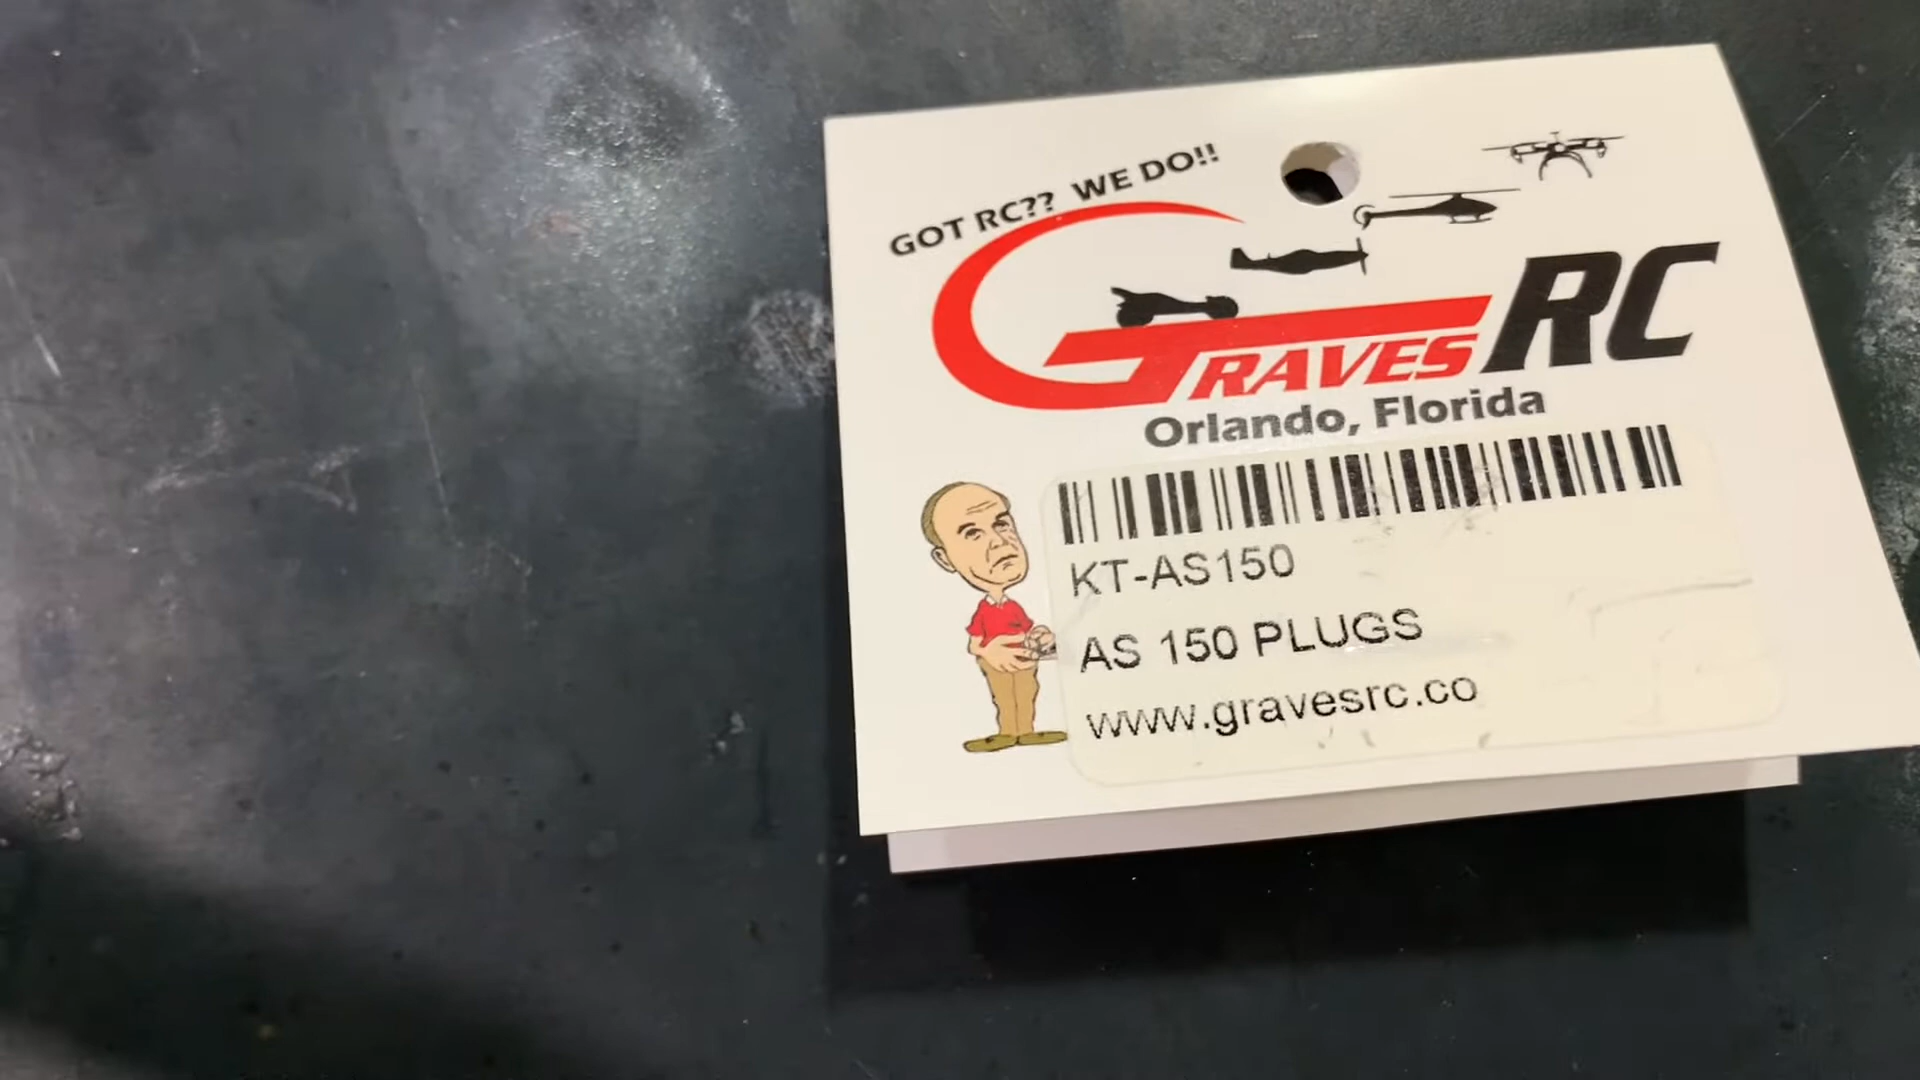 GOT RC?? WE DO!!
GRAVES RC
Orlando, Florida
KT-AS150
AS 150 PLUGS
www.gravesrc.co